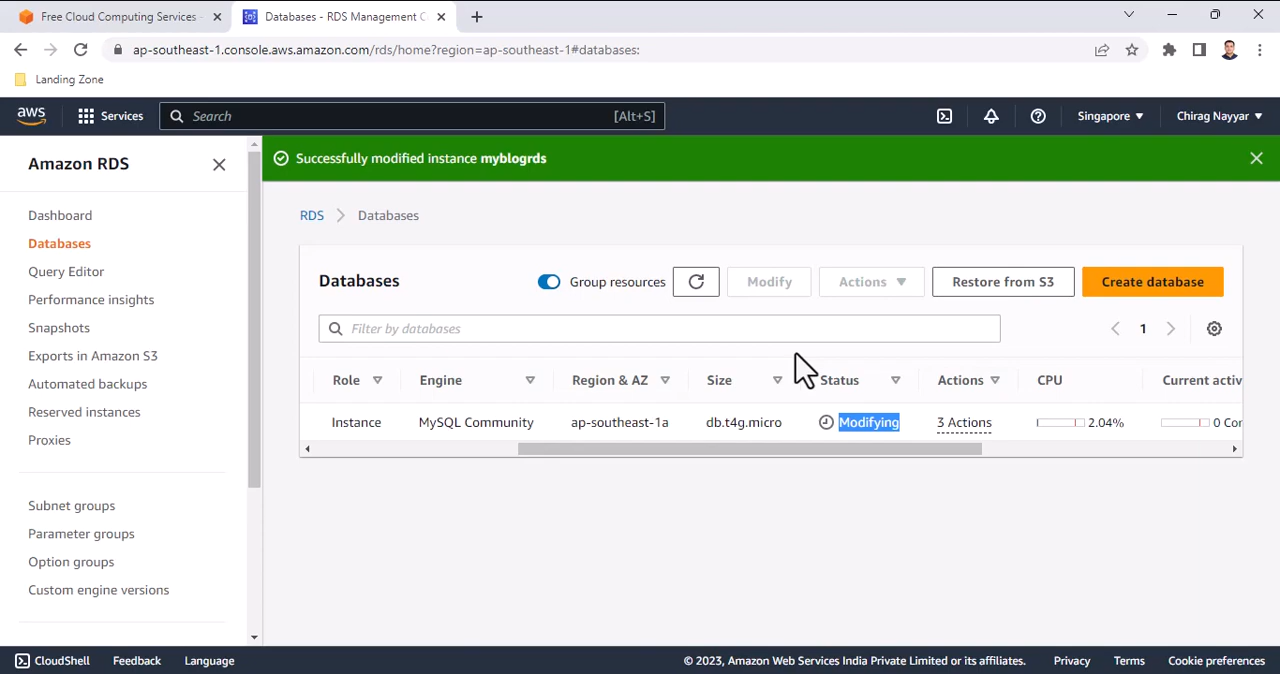 Free Cloud Computing Services -
Databases - RDS Management C
ap-southeast-1.console.aws.amazon.com/rds/home?region=ap-southeast-1#databases:
Landing Zone
aws
Services
Search
[Alt+S]
Singapore
Chirag Nayyar
Amazon RDS
Dashboard
Databases
Query Editor
Performance insights
Snapshots
Exports in Amazon S3
Automated backups
Reserved instances
Proxies
Subnet groups
Parameter groups
Option groups
Custom engine versions
Successfully modified instance myblogrds
RDS > Databases
Databases
Group resources
Modify
Actions
Restore from S3
Create database
Filter by databases
1
Role Engine Region & AZ Size Status Actions CPU Current activ
Instance MySQL Community ap-southeast-1a db.t4g.micro Modifying 3 Actions 2.04% 0 Cor
CloudShell Feedback Language
© 2023, Amazon Web Services India Private Limited or its affiliates. Privacy Terms Cookie preferences